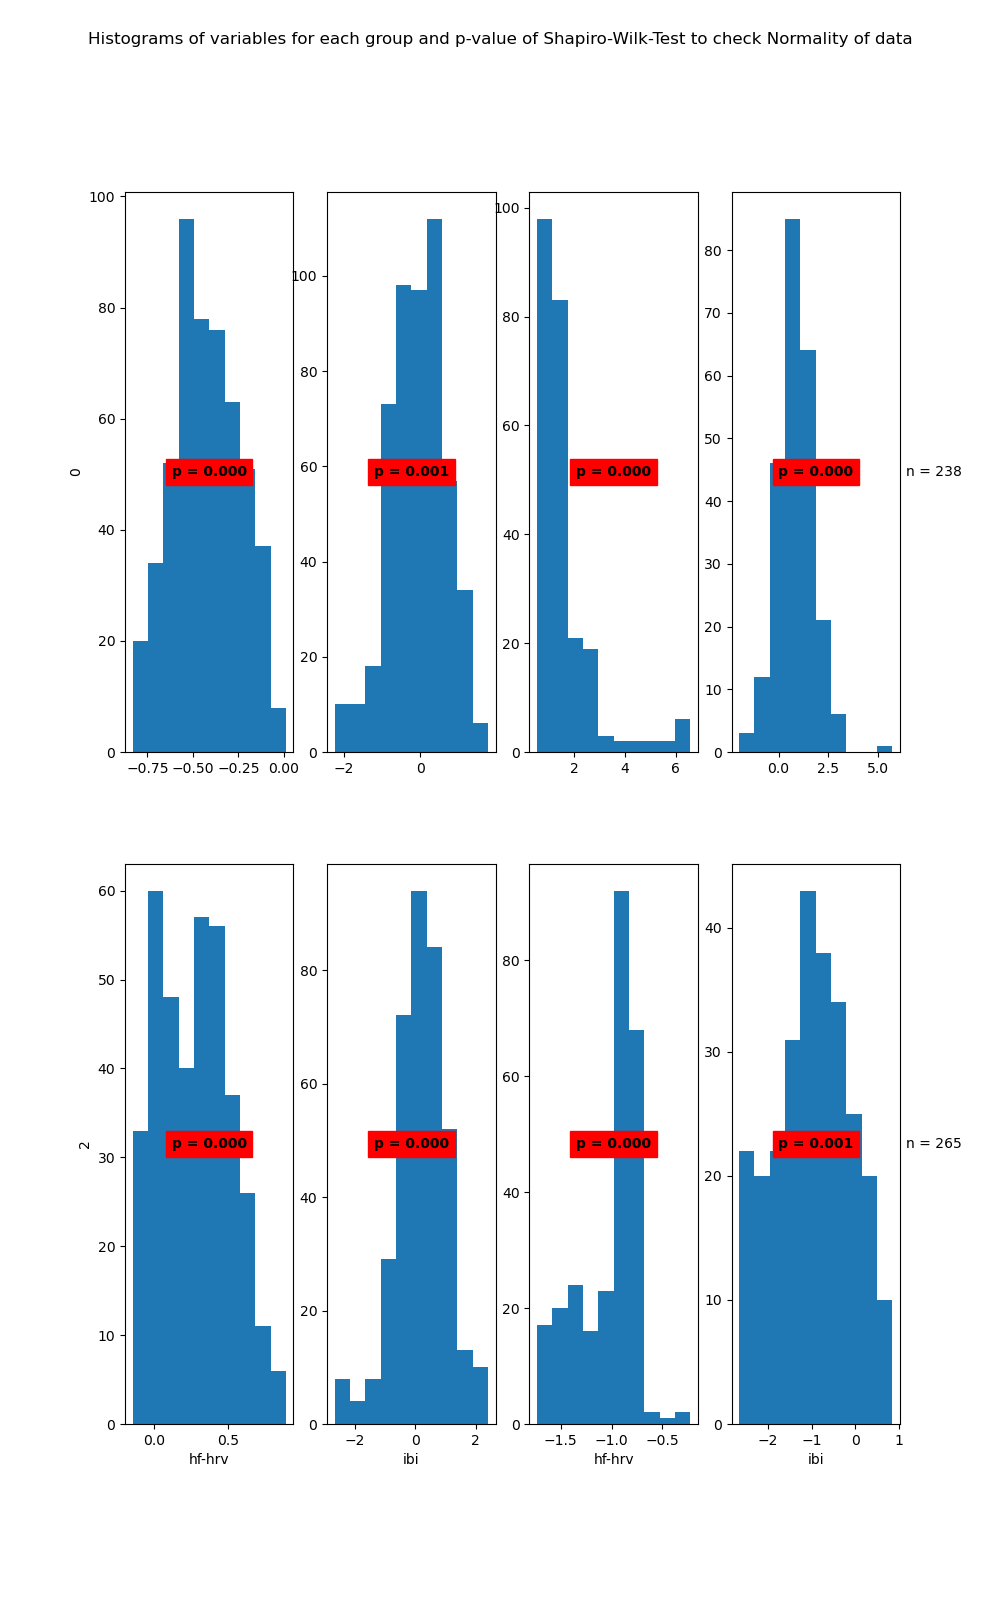 Histograms of variables for each group and p-value of Shapiro-Wilk-Test to check Normality of data
100
80
60
40
20
0
0
p = 0.000
−0.75 −0.50 −0.25 0.00
100
80
60
40
20
0
p = 0.001
−2 0
100
80
60
40
20
0
p = 0.000
2 4 6
80
70
60
50
40
30
20
10
0
p = 0.000
0.0 2.5 5.0
n = 238
2
60
50
40
30
20
10
0
p = 0.000
0.0 0.5
hf-hrv
80
60
40
20
0
p = 0.000
−2 0 2
ibi
80
60
40
20
0
p = 0.000
−1.5 −1.0 −0.5
hf-hrv
40
30
20
10
0
p = 0.001
−2 −1 0 1
ibi
n = 265